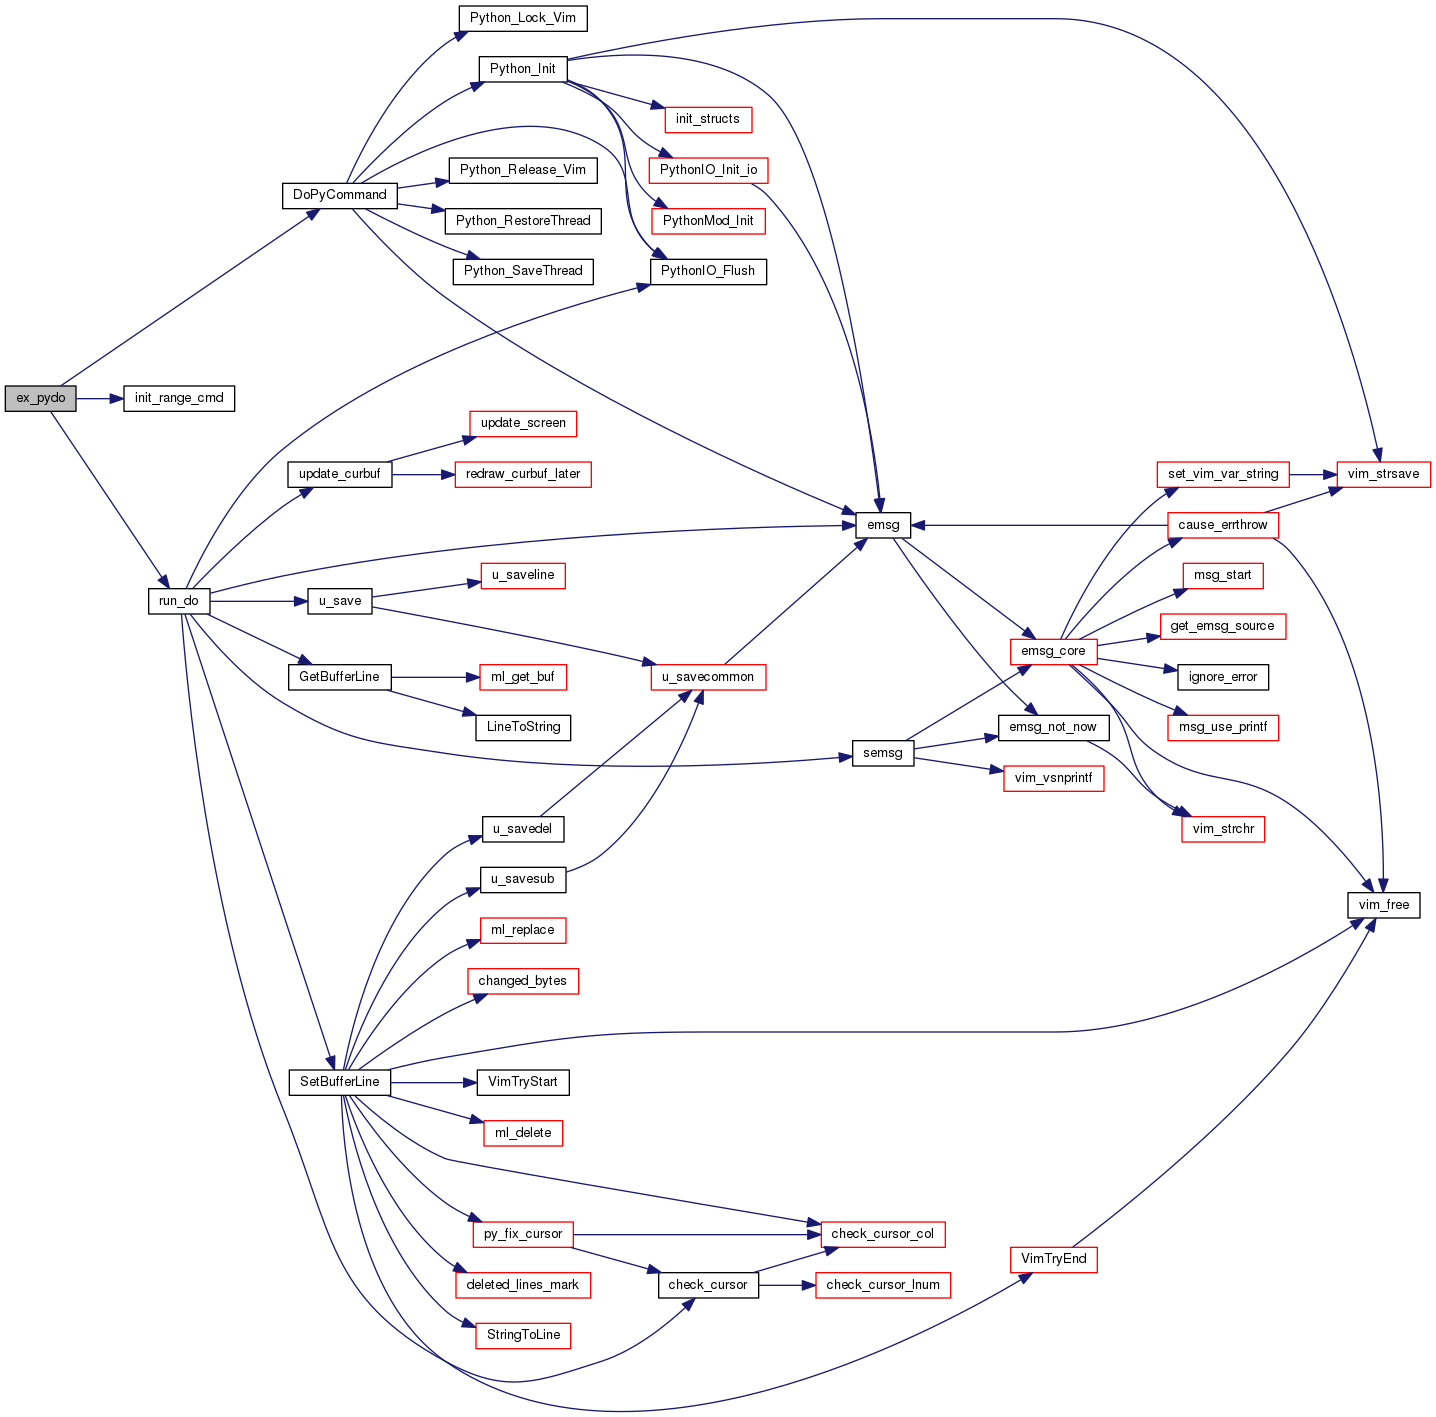 Python_Lock_Vim
Python_Init
init_structs
PythonIO_Init_io
Python_Release_Vim
DoPyCommand
Python_RestoreThread
PythonMod_Init
Python_SaveThread
PythonIO_Flush
ex_pydo
init_range_cmd
update_screen
update_curbuf
redraw_curbuf_later
set_vim_var_string
vim_strsave
emsg
cause_errthrow
u_saveline
msg_start
run_do
u_save
get_emsg_source
emsg_core
GetBufferLine
ml_get_buf
u_savecommon
ignore_error
LineToString
emsg_not_now
msg_use_printf
semsg
vim_vsnprintf
u_savedel
vim_strchr
u_savesub
vim_free
ml_replace
changed_bytes
SetBufferLine
VimTryStart
ml_delete
py_fix_cursor
check_cursor_col
VimTryEnd
deleted_lines_mark
check_cursor
check_cursor_lnum
StringToLine